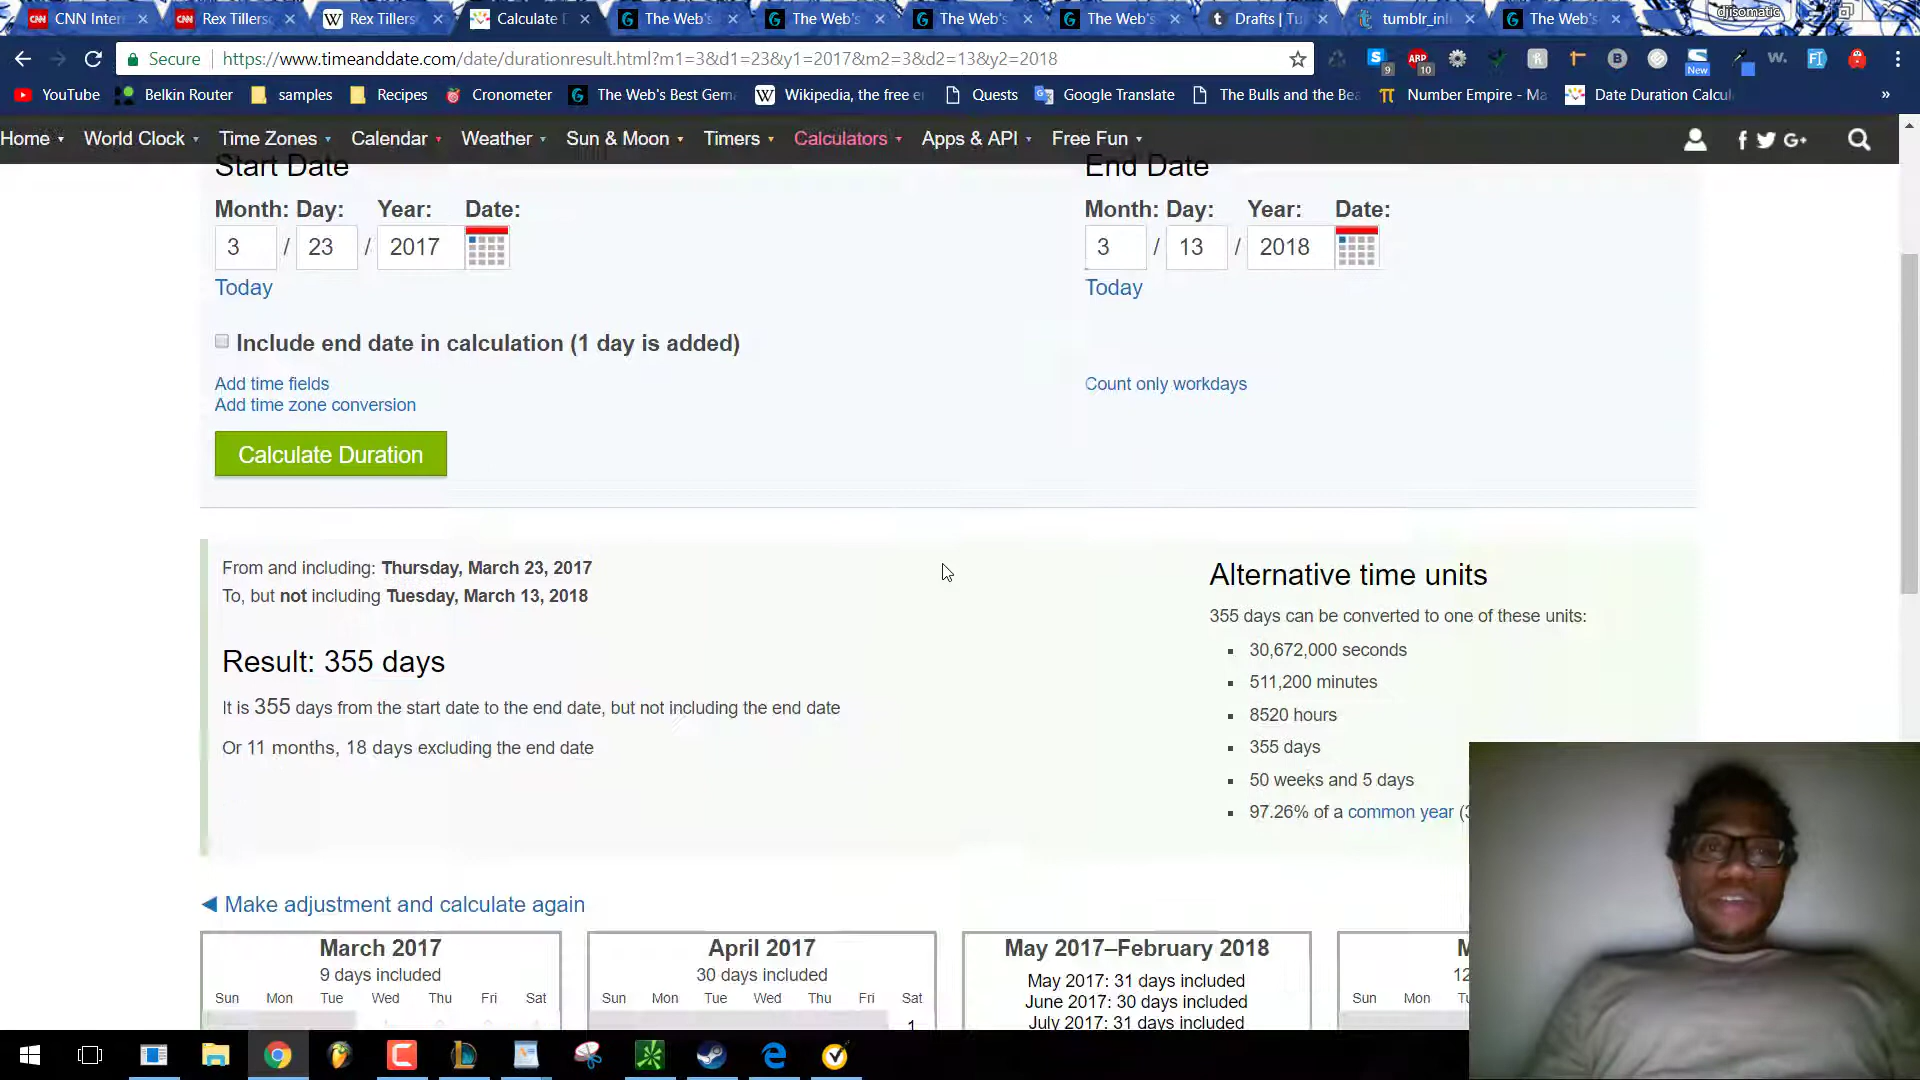 CNN Inter
Rex Tillers
Rex Tillers
Calculate D
The Web's
The Web's
The Web's
The Web's
Drafts | Tu
tumblr_inl
The Web's
djisomatic
Secure
https://www.timeanddate.com/date/durationresult.html?m1=3&d1=23&y1=2017&m2=3&d2=13&y2=2018
9
ABP
10
New
YouTube
Belkin Router
samples
Recipes
Cronometer
The Web's Best Gema
Wikipedia, the free e
Quests
Google Translate
The Bulls and the Bea
Number Empire - Ma
Date Duration Calcul
Home
World Clock
Time Zones
Calendar
Weather
Sun & Moon
Timers
Calculators
Apps & API
Free Fun
Start Date
End Date
Month: Day: Year: Date:
Month: Day: Year: Date:
3 / 23 / 2017
3 / 13 / 2018
Today
Today
Include end date in calculation (1 day is added)
Add time fields
Count only workdays
Add time zone conversion
Calculate Duration
From and including: Thursday, March 23, 2017
To, but not including Tuesday, March 13, 2018
Result: 355 days
It is 355 days from the start date to the end date, but not including the end date
Or 11 months, 18 days excluding the end date
Alternative time units
355 days can be converted to one of these units:
30,672,000 seconds
511,200 minutes
8520 hours
355 days
50 weeks and 5 days
97.26% of a common year (3
Make adjustment and calculate again
March 2017
9 days included
Sun Mon Tue Wed Thu Fri Sat
April 2017
30 days included
Sun Mon Tue Wed Thu Fri Sat
1
May 2017–February 2018
May 2017: 31 days included
June 2017: 30 days included
July 2017: 31 days included
M
12
Sun Mon Tu